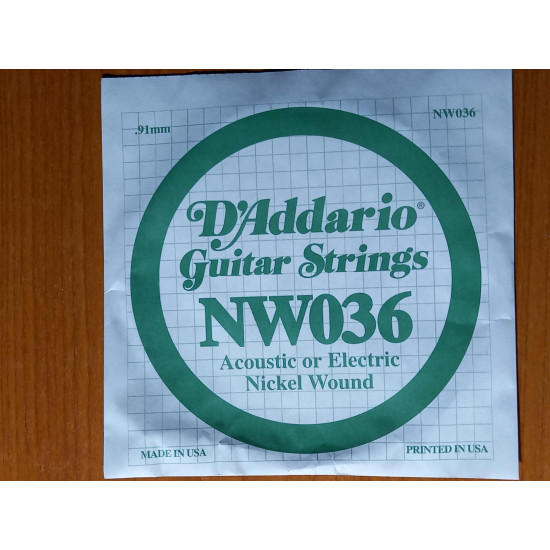 .91mm
NW036
D'Addario®
Guitar Strings
NW036
Acoustic or Electric
Nickel Wound
MADE IN USA
PRINTED IN USA